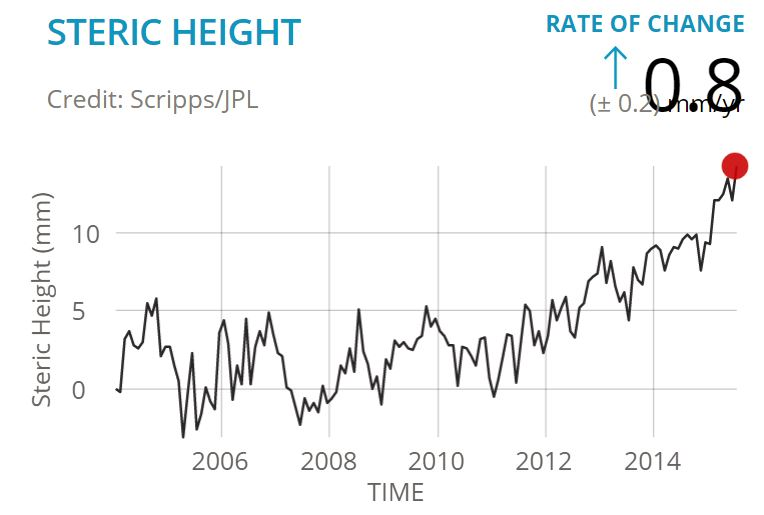 STERIC HEIGHT
RATE OF CHANGE
↑ 0.8
Credit: Scripps/JPL
(± 0.2) mm/yr
Steric Height (mm)
10
5
0
2006 2008 2010 2012 2014
TIME